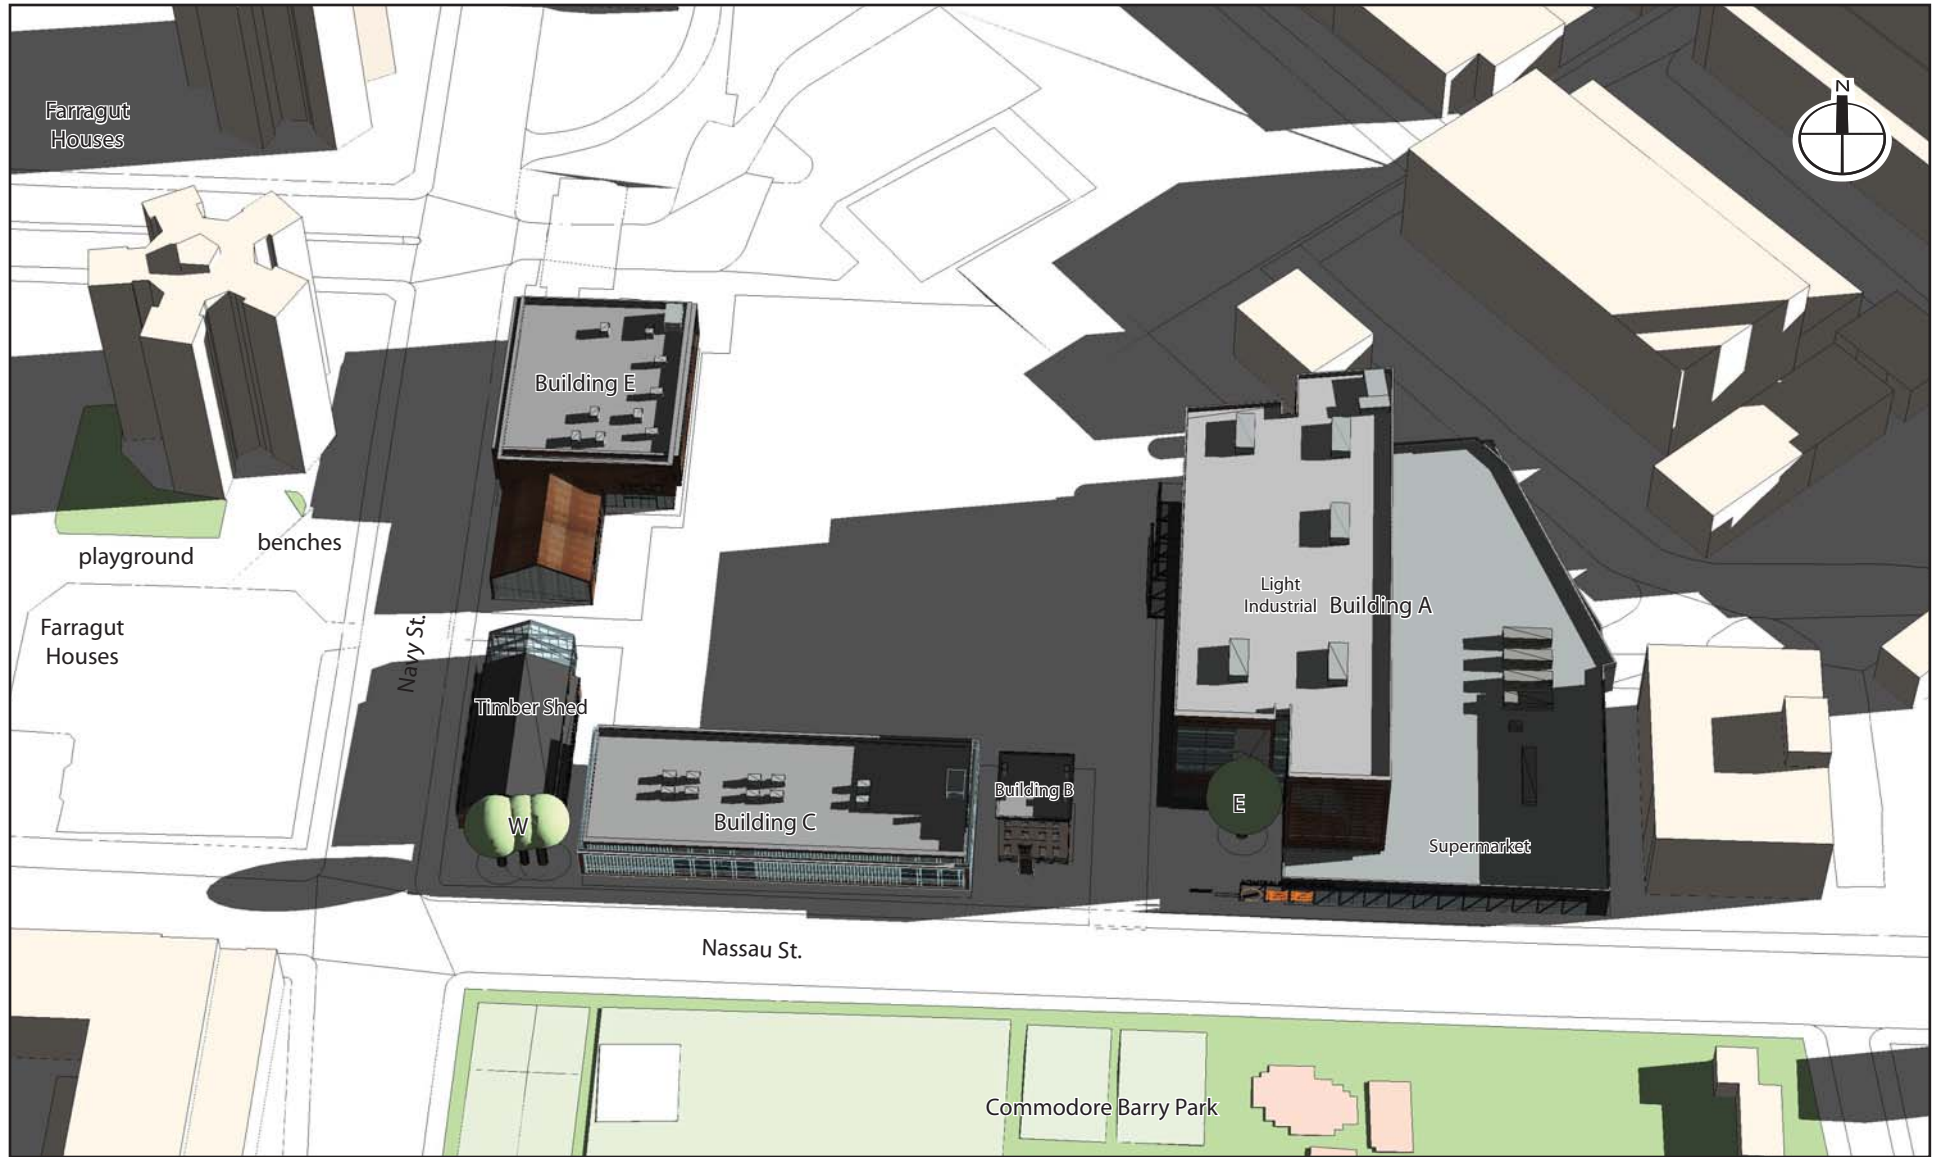 N
Farragut
Houses
Building E
playground
benches
Light
Industrial
Building A
Farragut
Houses
Navy St.
Timber Shed
Building B
E
W
Building C
Supermarket
Nassau St.
Commodore Barry Park